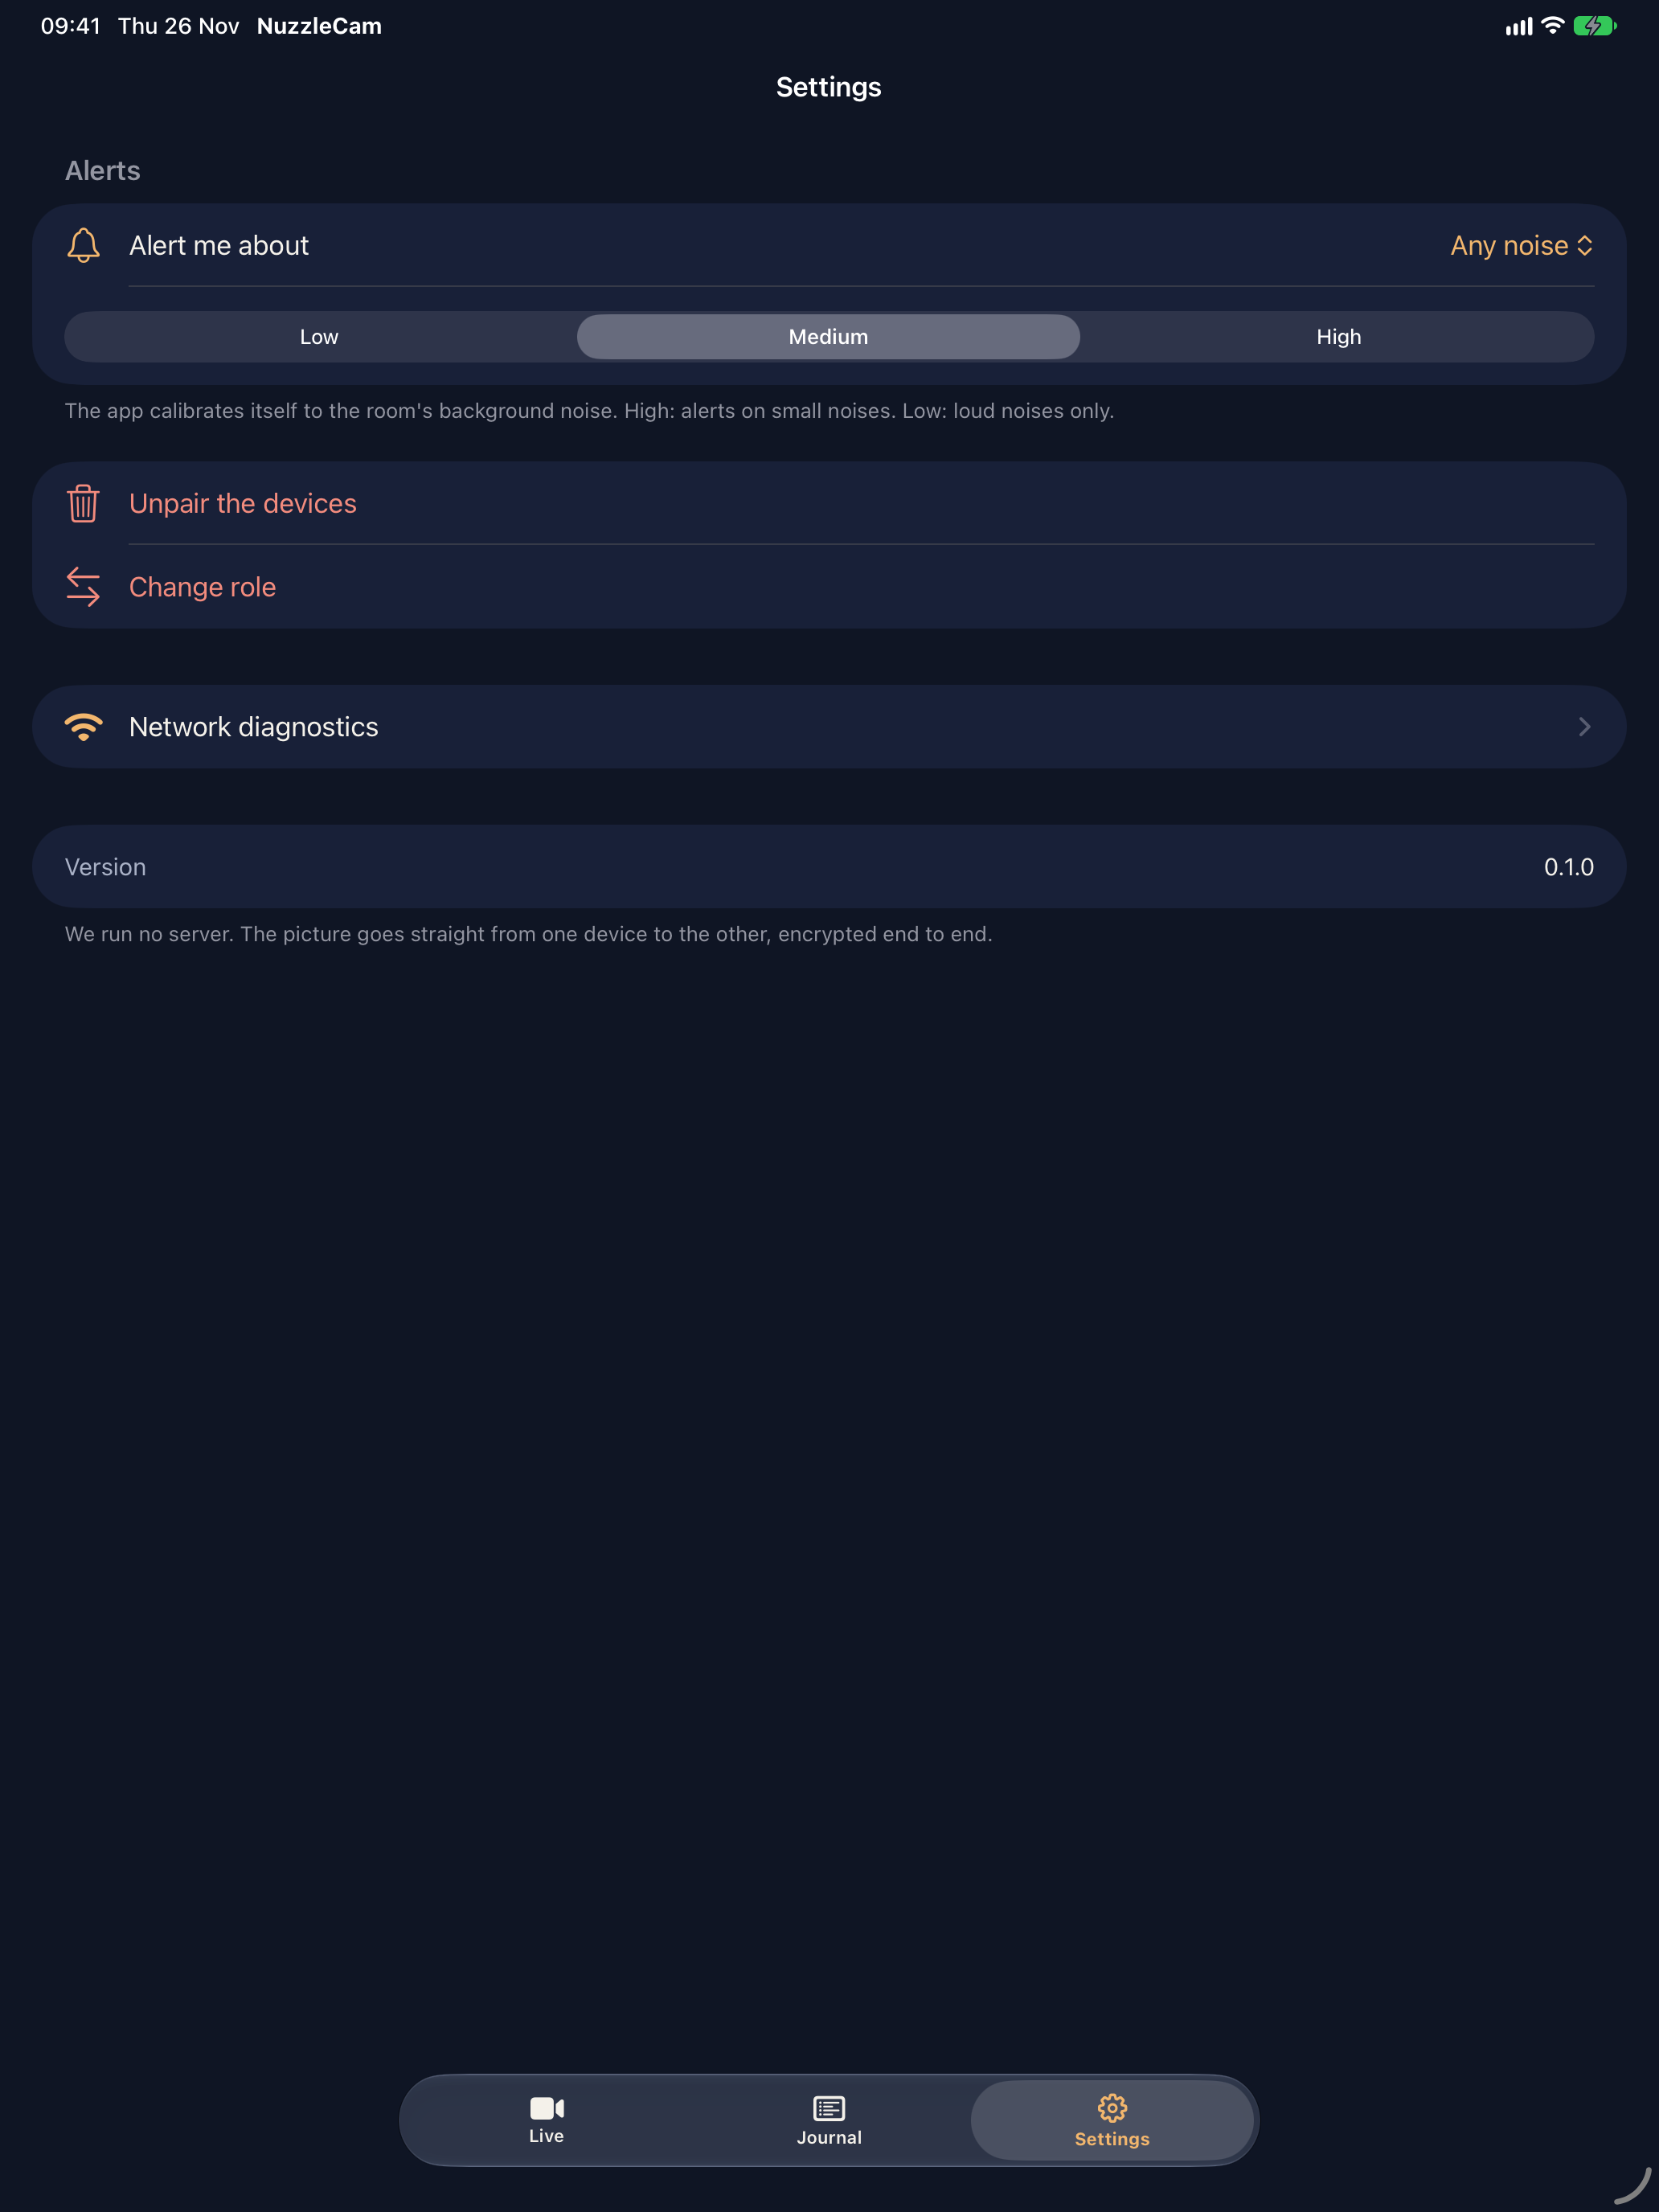 09:41 Thu 26 Nov NuzzleCam
Settings
Alerts
Alert me about Any noise
Low Medium High
The app calibrates itself to the room's background noise. High: alerts on small noises. Low: loud noises only.
Unpair the devices
Change role
Network diagnostics
Version 0.1.0
We run no server. The picture goes straight from one device to the other, encrypted end to end.
Live Journal Settings